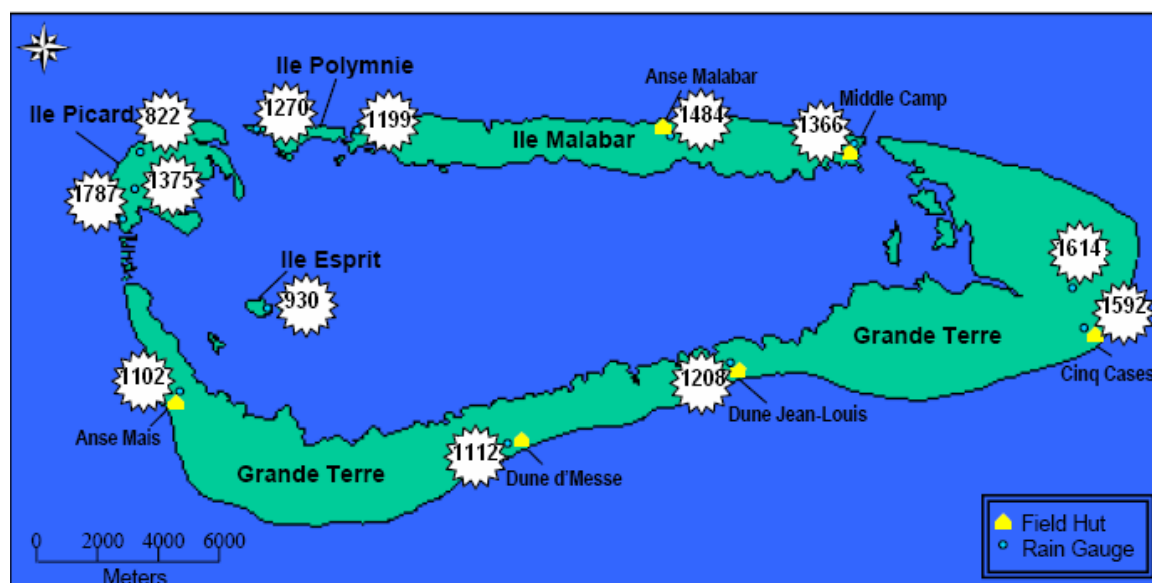 Ile Polymnie
Anse Malabar
Middle Camp
Ile Picard
822
1270
1199
1484
1366
Ile Malabar
1787
1375
Ile Esprit
930
1614
1592
Grande Terre
Cinq Cases
1102
Anse Mais
1208
Dune Jean-Louis
Grande Terre
1112
Dune d'Messe
0 2000 4000 6000
Meters
Field Hut
Rain Gauge